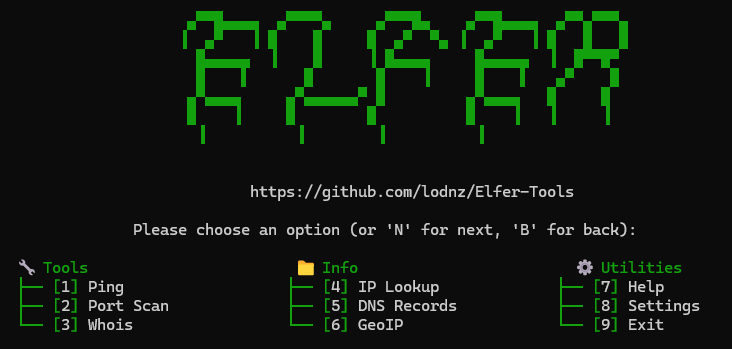 ELFER
https://github.com/lodnz/Elfer-Tools
Please choose an option (or 'N' for next, 'B' for back):
Tools Info Utilities
[1] Ping [4] IP Lookup [7] Help
[2] Port Scan [5] DNS Records [8] Settings
[3] Whois [6] GeoIP [9] Exit